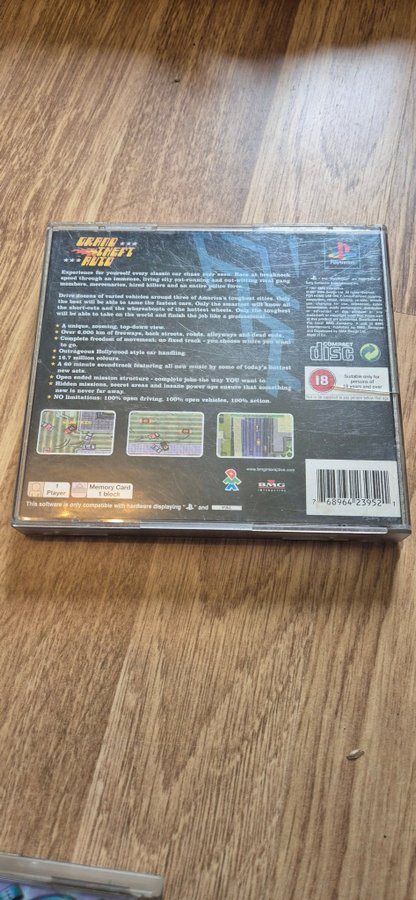 GRAND
THEFT
AUTO
Experience for yourself every classic car chase ever seen. Race at breakneck
speed through an immense, living city out-running and out-witting rival gang
members, mercenaries, hired killers and an entire police force.
Drive dozens of varied vehicles around three of America's toughest cities. Only
the best will be able to tame the fastest cars. Only the smartest will know all
the short-cuts and the whereabouts of the hottest wheels. Only the toughest
will be able to take on the world and finish the job like a professional!
A unique, zooming, top-down view.
Over 6,000 km of freeways, back streets, roads, alleyways and dead ends.
Complete freedom of movement: no fixed track - you choose where you want
to go.
Outrageous Hollywood style car handling.
16.7 million colours.
A 60 minute soundtrack featuring all new music by some of today's hottest
new acts.
Open ended mission structure - complete jobs the way YOU want to
Hidden missions, secret areas and insane power ups ensure that something
new is never far away.
NO limitations: 100% open driving, 100% open vehicles, 100% action.
PlayStation
COMPACT
disc
18
Suitable only for
persons of
18 years and over
www.bmginteractive.com
BMG
INTERACTIVE
1
Player
Memory Card
1 block
This software is only compatible with hardware displaying "PS" and PAL
7 68964 23952 1